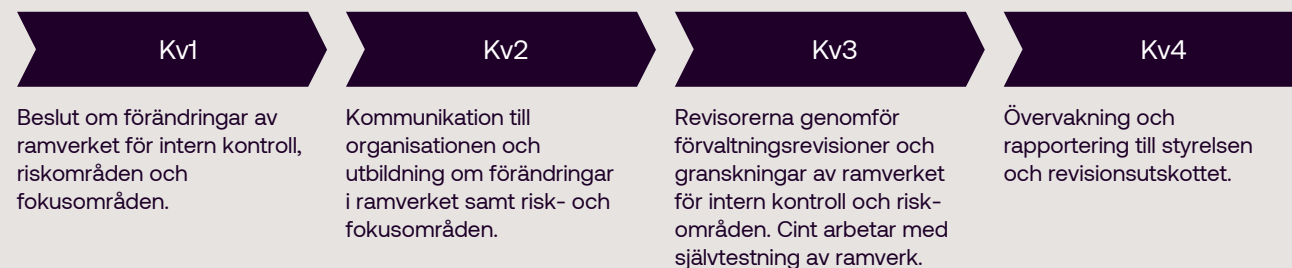 Kv1
Beslut om förändringar av
ramverket för intern kontroll,
riskområden och
fokusområden.
Kv2
Kommunikation till
organisationen och
utbildning om förändringar
i ramverket samt risk- och
fokusområden.
Kv3
Revisorerna genomför
förvaltningsrevisioner och
granskningar av ramverket
för intern kontroll och risk-
områden. Cint arbetar med
självtestning av ramverk.
Kv4
Övervakning och
rapportering till styrelsen
och revisionsutskottet.